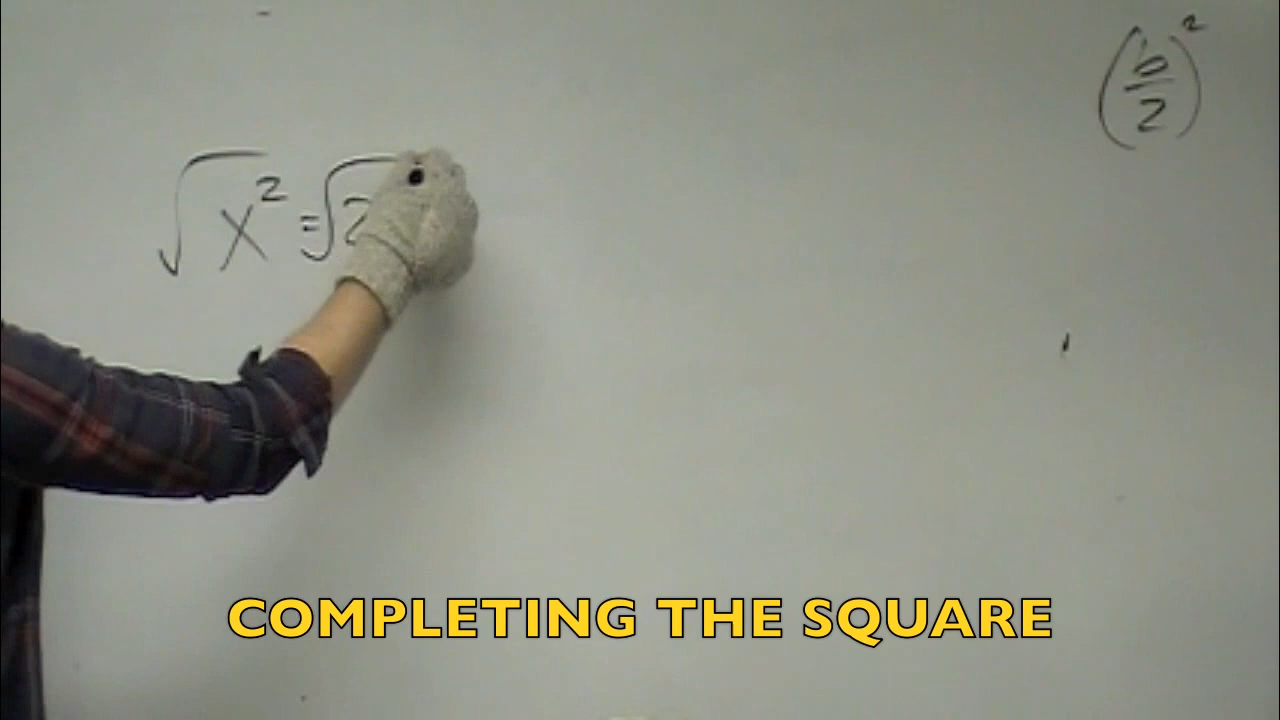 (b/2)²
√x² = √2
COMPLETING THE SQUARE